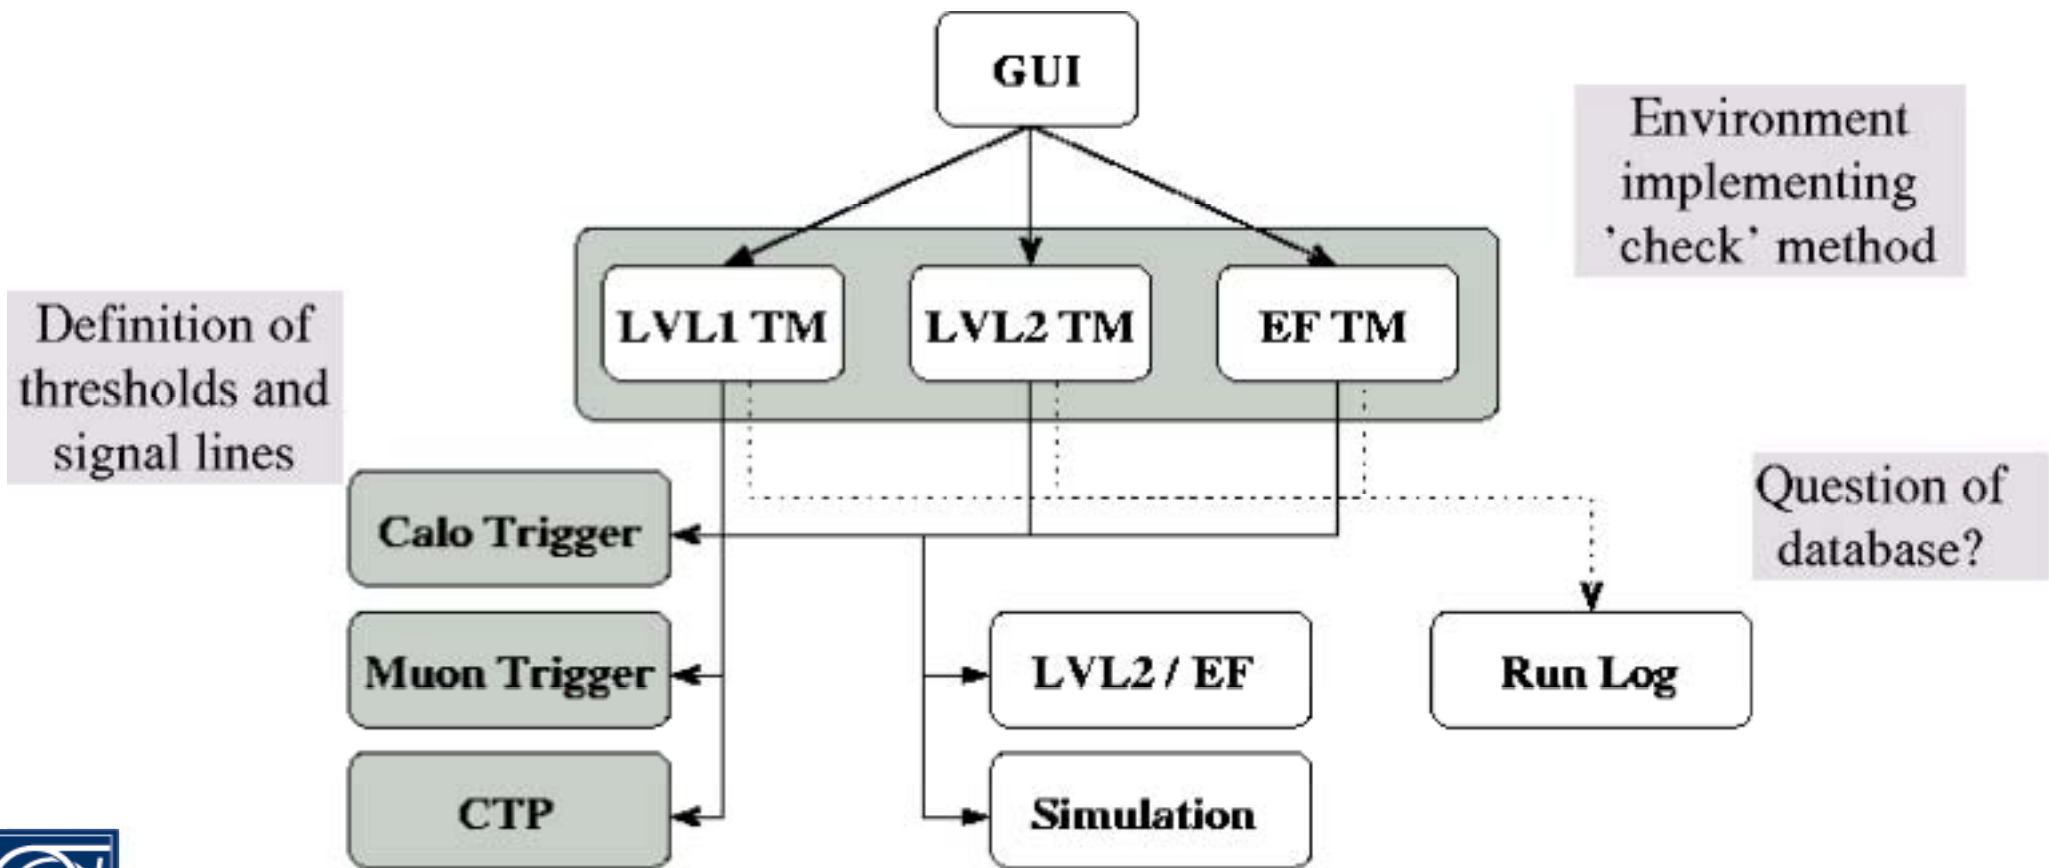 GUI
Environment
implementing
'check' method
LVL1 TM
LVL2 TM
EF TM
Definition of
thresholds and
signal lines
Question of
database?
Calo Trigger
Muon Trigger
LVL2 / EF
Run Log
CTP
Simulation